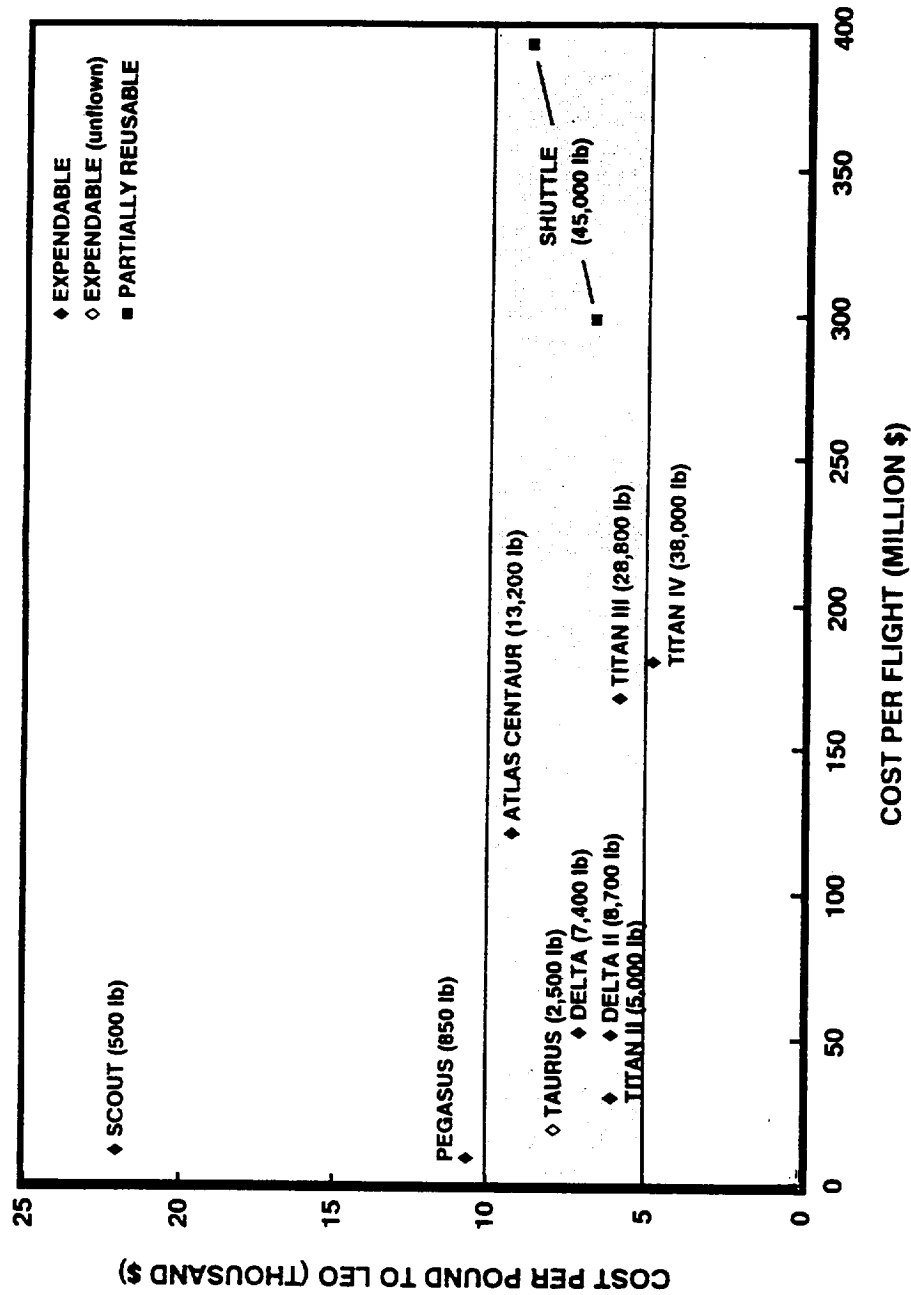 COST PER POUND TO LEO (THOUSAND $)
25
20
15
10
5
0
◆ EXPENDABLE
◇ EXPENDABLE (unflown)
■ PARTIALLY REUSABLE
SCOUT (500 lb)
PEGASUS (850 lb)
ATLAS CENTAUR (13,200 lb)
TAURUS (2,500 lb)
DELTA (7,400 lb)
DELTA II (8,700 lb)
TITAN II (5,000 lb)
TITAN III (28,800 lb)
TITAN IV (38,000 lb)
SHUTTLE
(45,000 lb)
0
50
100
150
200
250
300
350
400
COST PER FLIGHT (MILLION $)